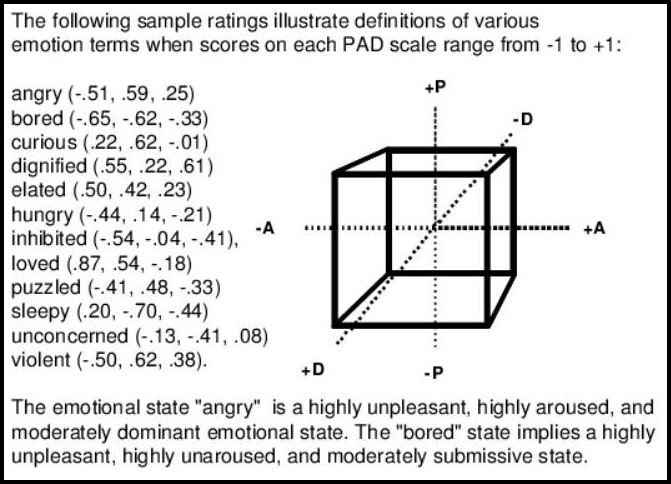 The following sample ratings illustrate definitions of various
emotion terms when scores on each PAD scale range from -1 to +1:
angry (-.51, .59, .25)
bored (-.65, -.62, -.33)
curious (.22, .62, -.01)
dignified (.55, .22, .61)
elated (.50, .42, .23)
hungry (-.44, .14, -.21)
inhibited (-.54, -.04, -.41),
loved (.87, .54, -.18)
puzzled (-.41, .48, -.33)
sleepy (.20, -.70, -.44)
unconcerned (-.13, -.41, .08)
violent (-.50, .62, .38).
+P
-D
-A
+A
+D
-P
The emotional state "angry" is a highly unpleasant, highly aroused, and
moderately dominant emotional state. The "bored" state implies a highly
unpleasant, highly unaroused, and moderately submissive state.